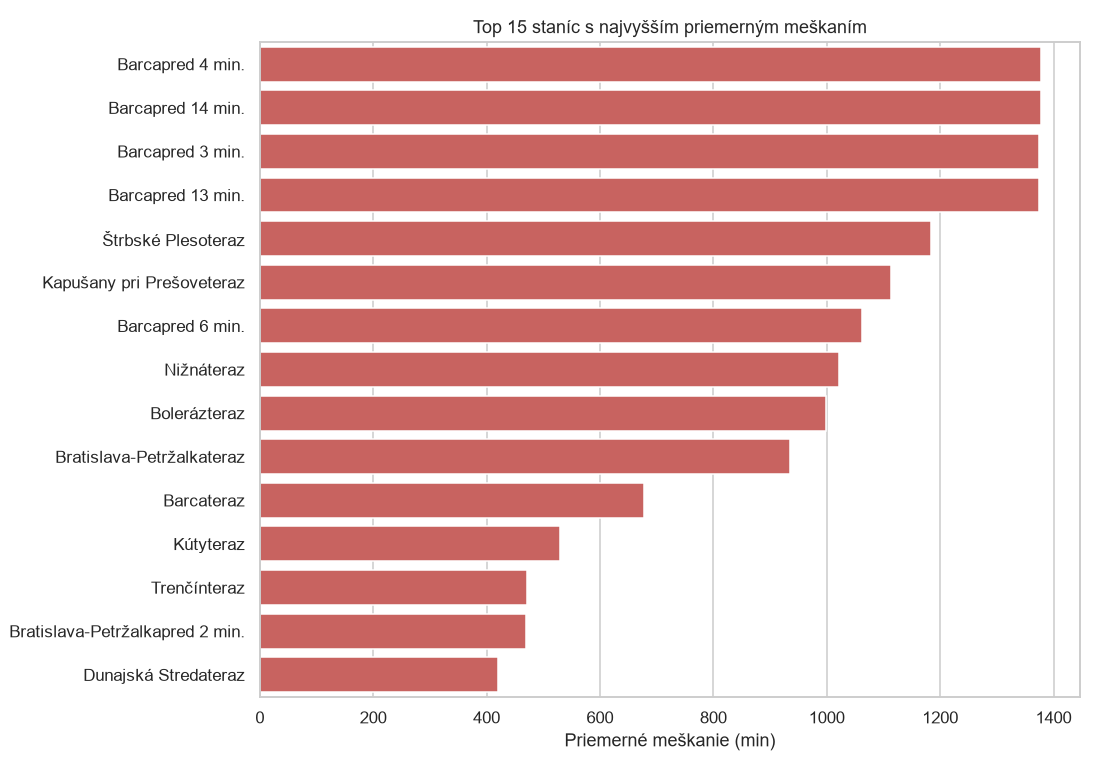 Top 15 staníc s najvyšším priemerným meškaním
Barcapred 4 min.
Barcapred 14 min.
Barcapred 3 min.
Barcapred 13 min.
Štrbské Plesoteraz
Kapušany pri Prešoveteraz
Barcapred 6 min.
Nižnáteraz
Bolerázteraz
Bratislava-Petržalkateraz
Barcateraz
Kútyteraz
Trenčínteraz
Bratislava-Petržalkapred 2 min.
Dunajská Stredateraz
0 200 400 600 800 1000 1200 1400
Priemerné meškanie (min)